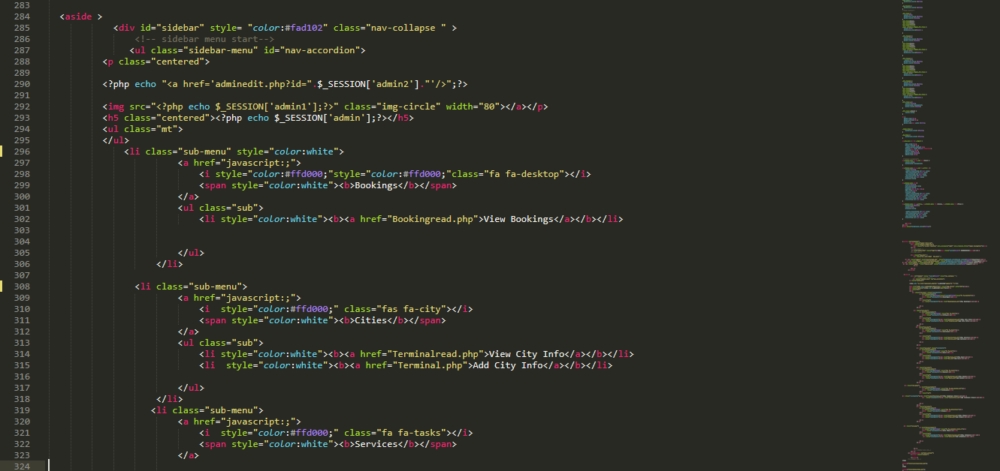 283
284 <aside >
285 <div id="sidebar" style= "color:#fad102" class="nav-collapse " >
286 <!-- sidebar menu start-->
287 <ul class="sidebar-menu" id="nav-accordion">
288 <p class="centered">
289
290 <?php echo "<a href='adminedit.php?id=".$_SESSION['admin2']."'/>";?>
291
292 <img src="<?php echo $_SESSION['admin1'];?>" class="img-circle" width="80"></a></p>
293 <h5 class="centered"><?php echo $_SESSION['admin'];?></h5>
294 <ul class="mt">
295 </ul>
296 <li class="sub-menu" style="color:white">
297 <a href="javascript:;">
298 <i style="color:#ffd000;"style="color:#ffd000;"class="fa fa-desktop"></i>
299 <span style="color:white"><b>Bookings</b></span>
300 </a>
301 <ul class="sub">
302 <li style="color:white"><b><a href="Bookingread.php">View Bookings</a></b></li>
303
304
305 </ul>
306 </li>
307
308 <li class="sub-menu">
309 <a href="javascript:;">
310 <i  style="color:#ffd000;" class="fas fa-city"></i>
311 <span style="color:white"><b>Cities</b></span>
312 </a>
313 <ul class="sub">
314 <li style="color:white"><b><a href="Terminalread.php">View City Info</a></b></li>
315 <li  style="color:white"><b><a href="Terminal.php">Add City Info</a></b></li>
316
317 </ul>
318 </li>
319 <li class="sub-menu">
320 <a href="javascript:;">
321 <i  style="color:#ffd000;" class="fa fa-tasks"></i>
322 <span style="color:white"><b>Services</b></span>
323 </a>
324